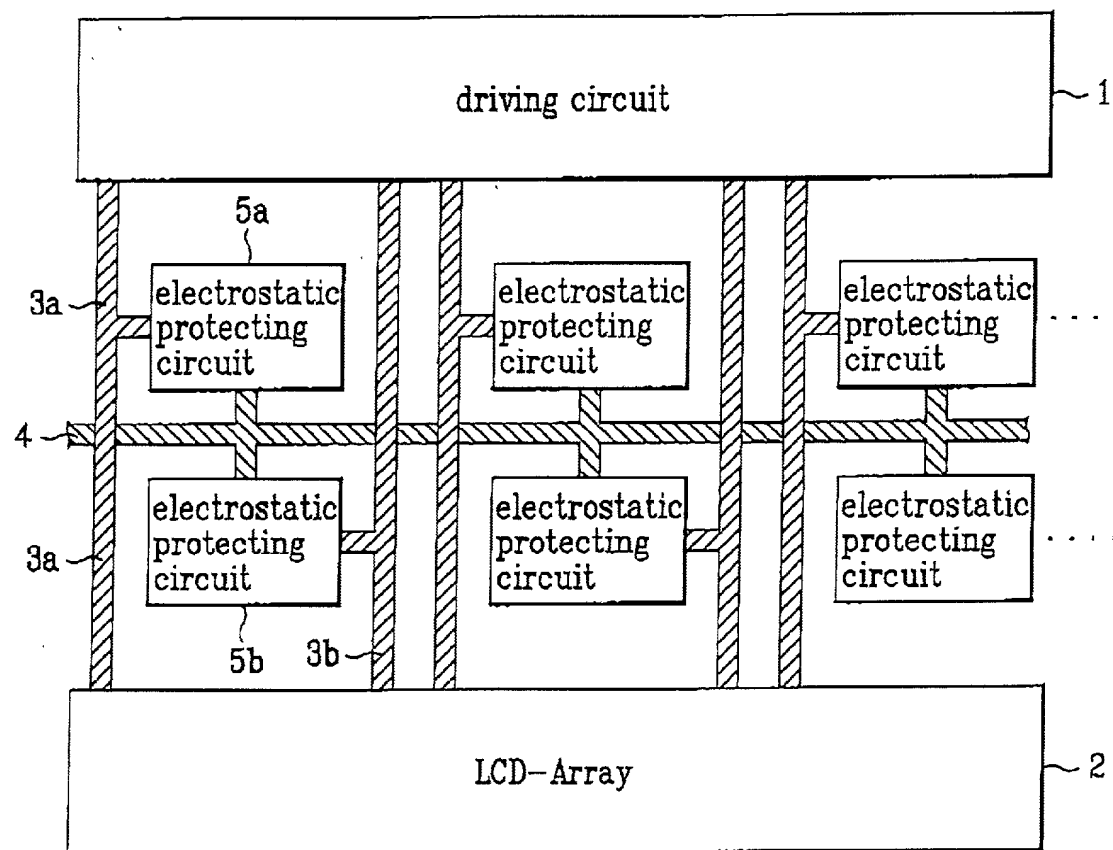 driving circuit
1
5a
3a
electrostatic
protecting
circuit
electrostatic
protecting
circuit
electrostatic
protecting
circuit
. . . .
4
3a
electrostatic
protecting
circuit
electrostatic
protecting
circuit
electrostatic
protecting
circuit
. . . .
5b
3b
LCD-Array
2